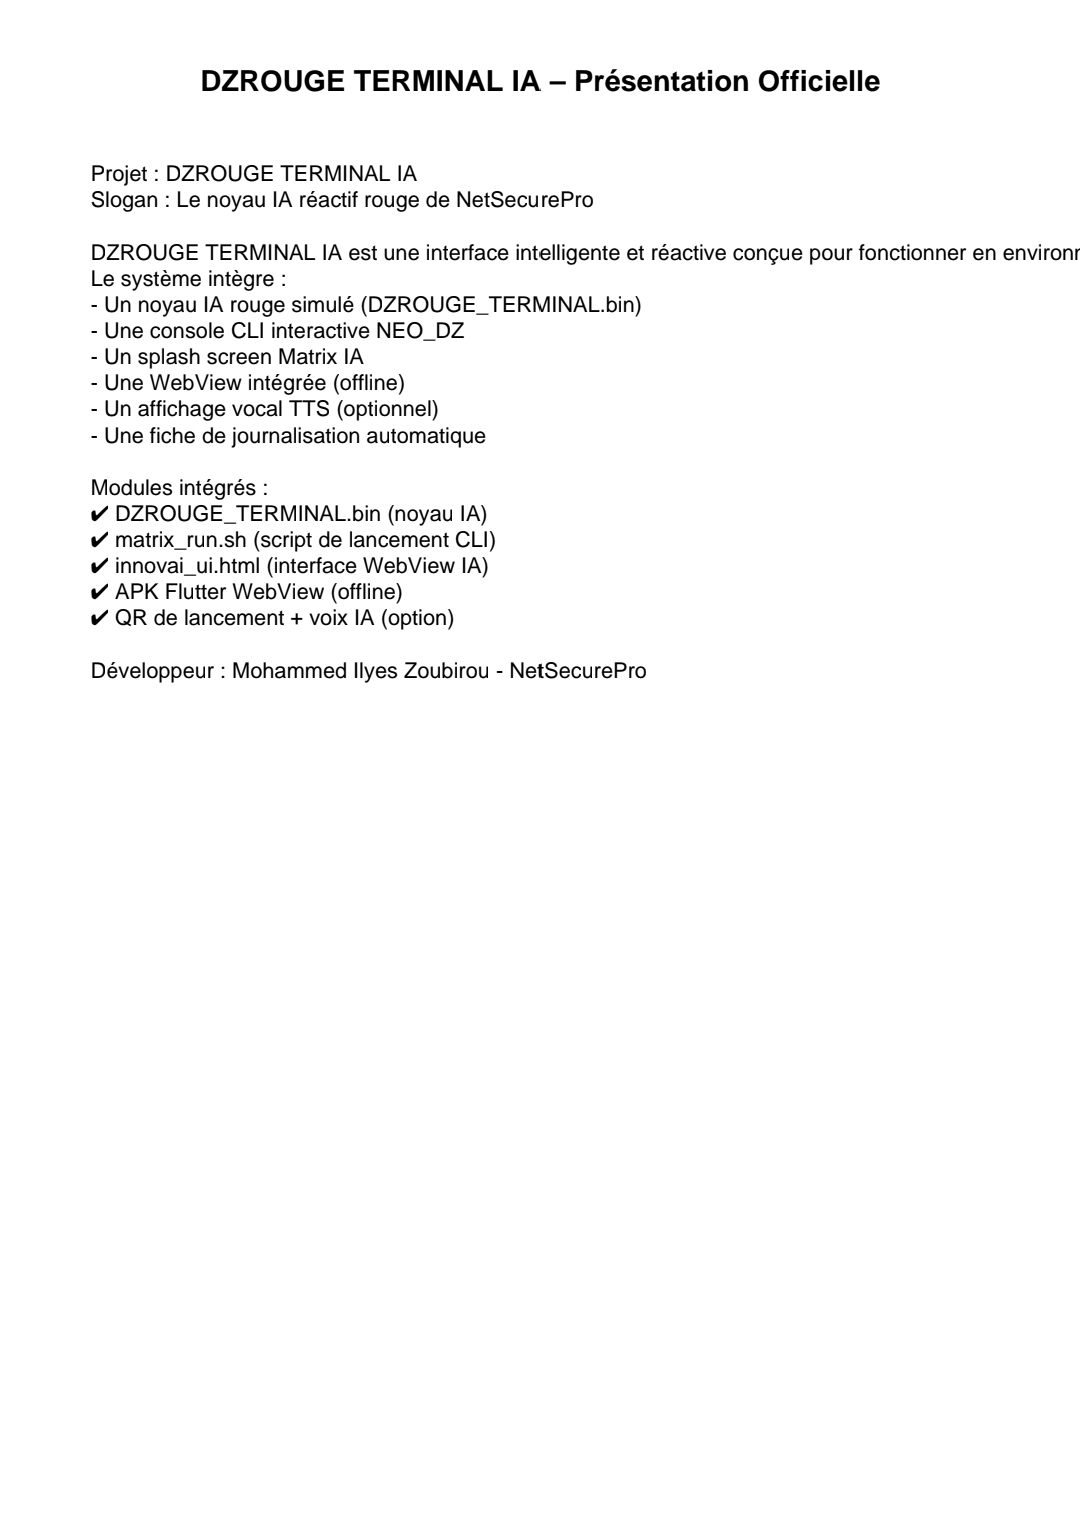 DZROUGE TERMINAL IA – Présentation Officielle
Projet : DZROUGE TERMINAL IA
Slogan : Le noyau IA réactif rouge de NetSecurePro
DZROUGE TERMINAL IA est une interface intelligente et réactive conçue pour fonctionner en
Le système intègre :
- Un noyau IA rouge simulé (DZROUGE_TERMINAL.bin)
- Une console CLI interactive NEO_DZ
- Un splash screen Matrix IA
- Une WebView intégrée (offline)
- Un affichage vocal TTS (optionnel)
- Une fiche de journalisation automatique
Modules intégrés :
✔ DZROUGE_TERMINAL.bin (noyau IA)
✔ matrix_run.sh (script de lancement CLI)
✔ innovai_ui.html (interface WebView IA)
✔ APK Flutter WebView (offline)
✔ QR de lancement + voix IA (option)
Développeur : Mohammed Ilyes Zoubirou - NetSecurePro